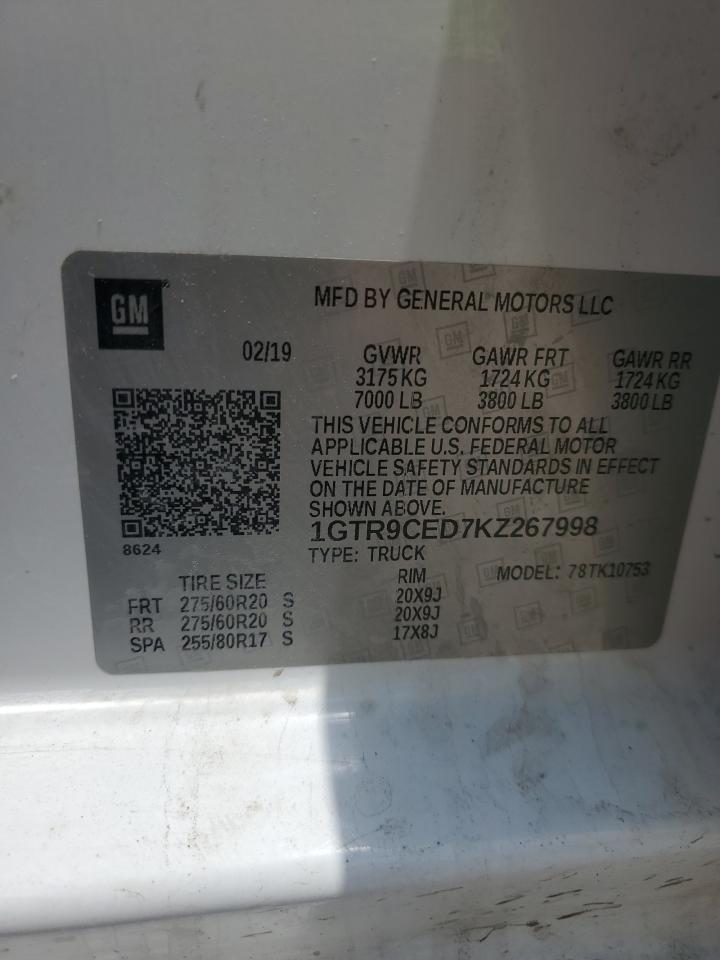 GM
MFD BY GENERAL MOTORS LLC
02/19
GVWR GAWR FRT GAWR RR
3175 KG 1724 KG 1724 KG
7000 LB 3800 LB 3800 LB
THIS VEHICLE CONFORMS TO ALL
APPLICABLE U.S. FEDERAL MOTOR
VEHICLE SAFETY STANDARDS IN EFFECT
ON THE DATE OF MANUFACTURE
SHOWN ABOVE.
1GTR9CED7KZ267998
8624
TYPE: TRUCK
MODEL: 78TK10753
TIRE SIZE RIM
FRT 275/60R20 S 20X9J
RR 275/60R20 S 20X9J
SPA 255/80R17 S 17X8J